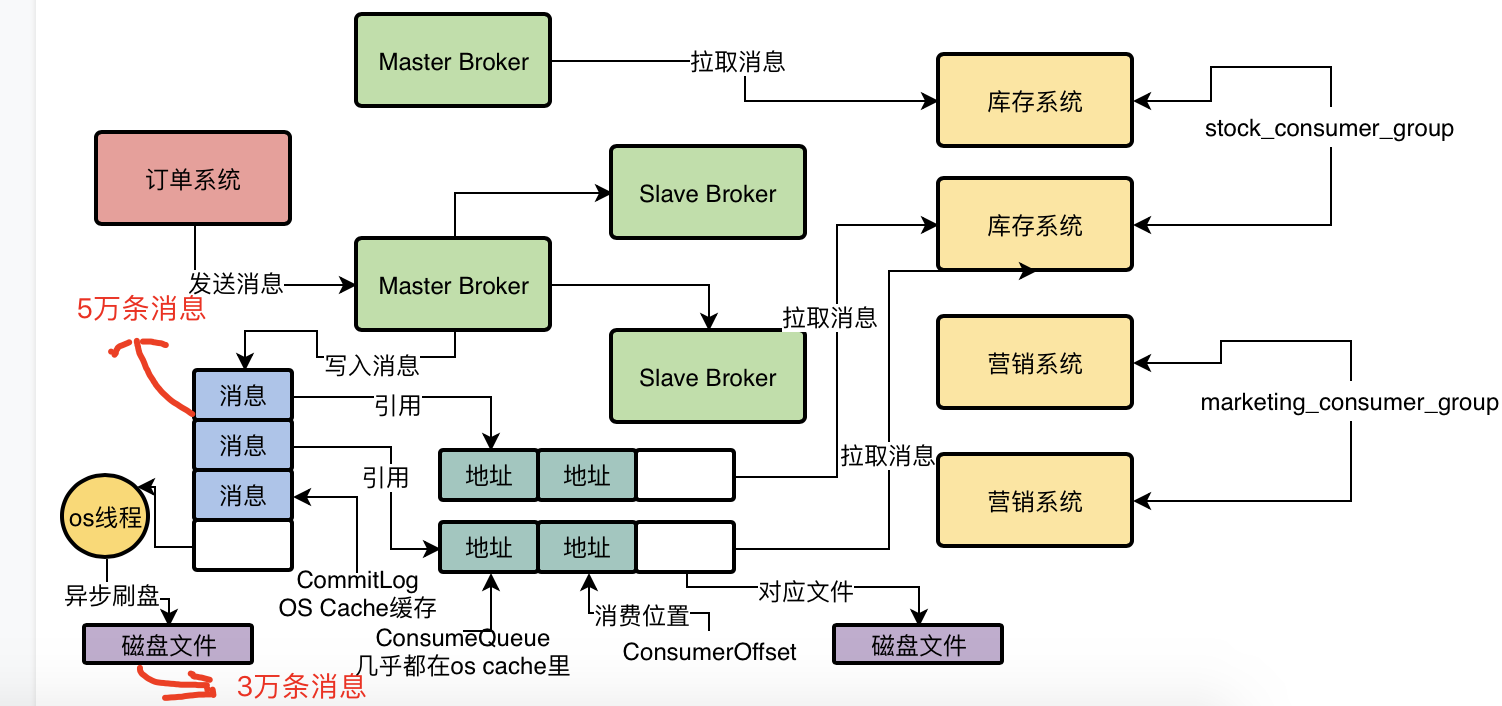 Master Broker
拉取消息
库存系统
stock_consumer_group
订单系统
Slave Broker
库存系统
发送消息
Master Broker
5万条消息
拉取消息
写入消息
营销系统
Slave Broker
消息
引用
marketing_consumer_group
消息
引用
地址
地址
拉取消息
消息
os线程
营销系统
地址
地址
CommitLog
OS Cache缓存
异步刷盘
对应文件
消费位置
ConsumeQueue
几乎都在os cache里
ConsumerOffset
磁盘文件
磁盘文件
3万条消息